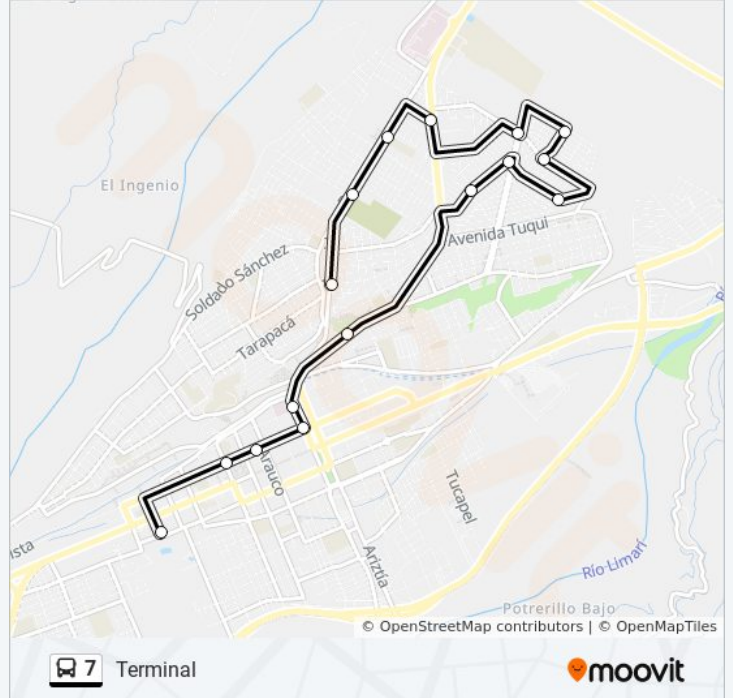 El Ingenio
Avenida Tuqui
Soldado Sánchez
Tarapacá
Arauco
Tucapel
Ariztía
ista
Río Limarí
Potrerillo Bajo
© OpenStreetMap contributors | © OpenMapTiles
7 Terminal
moovit